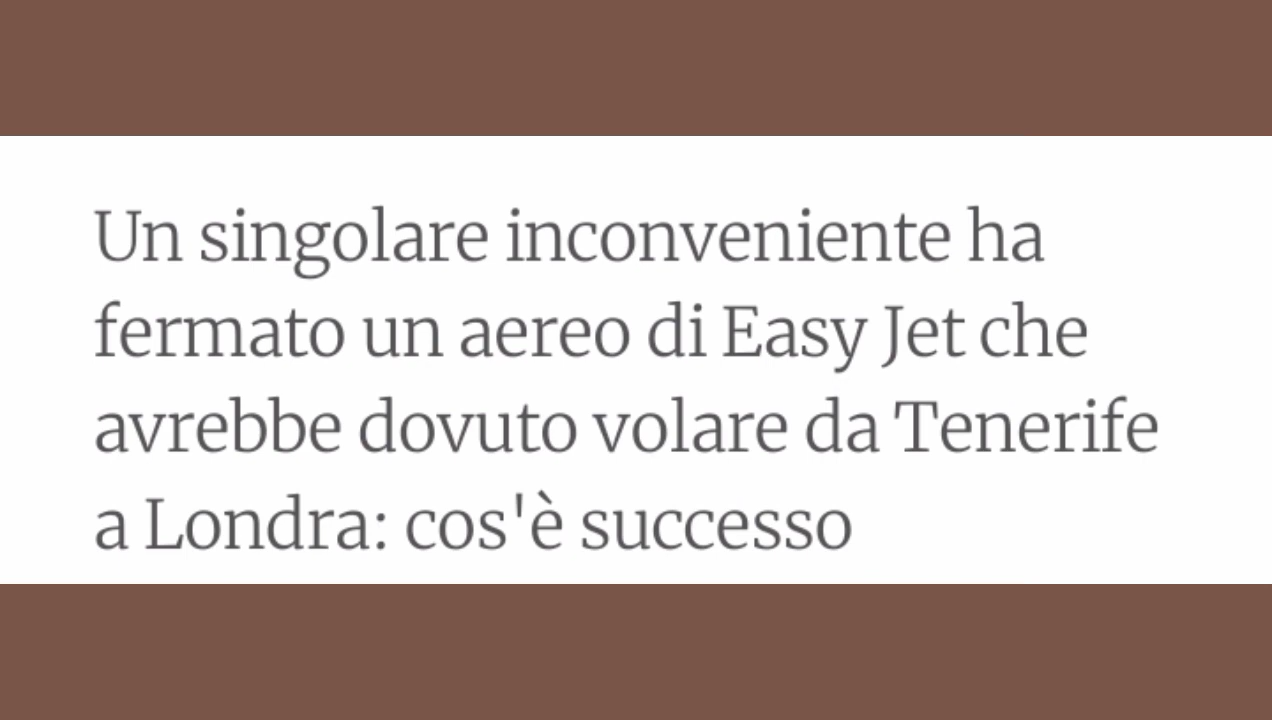 Un singolare inconveniente ha
fermato un aereo di Easy Jet che
avrebbe dovuto volare da Tenerife
a Londra: cos'è successo